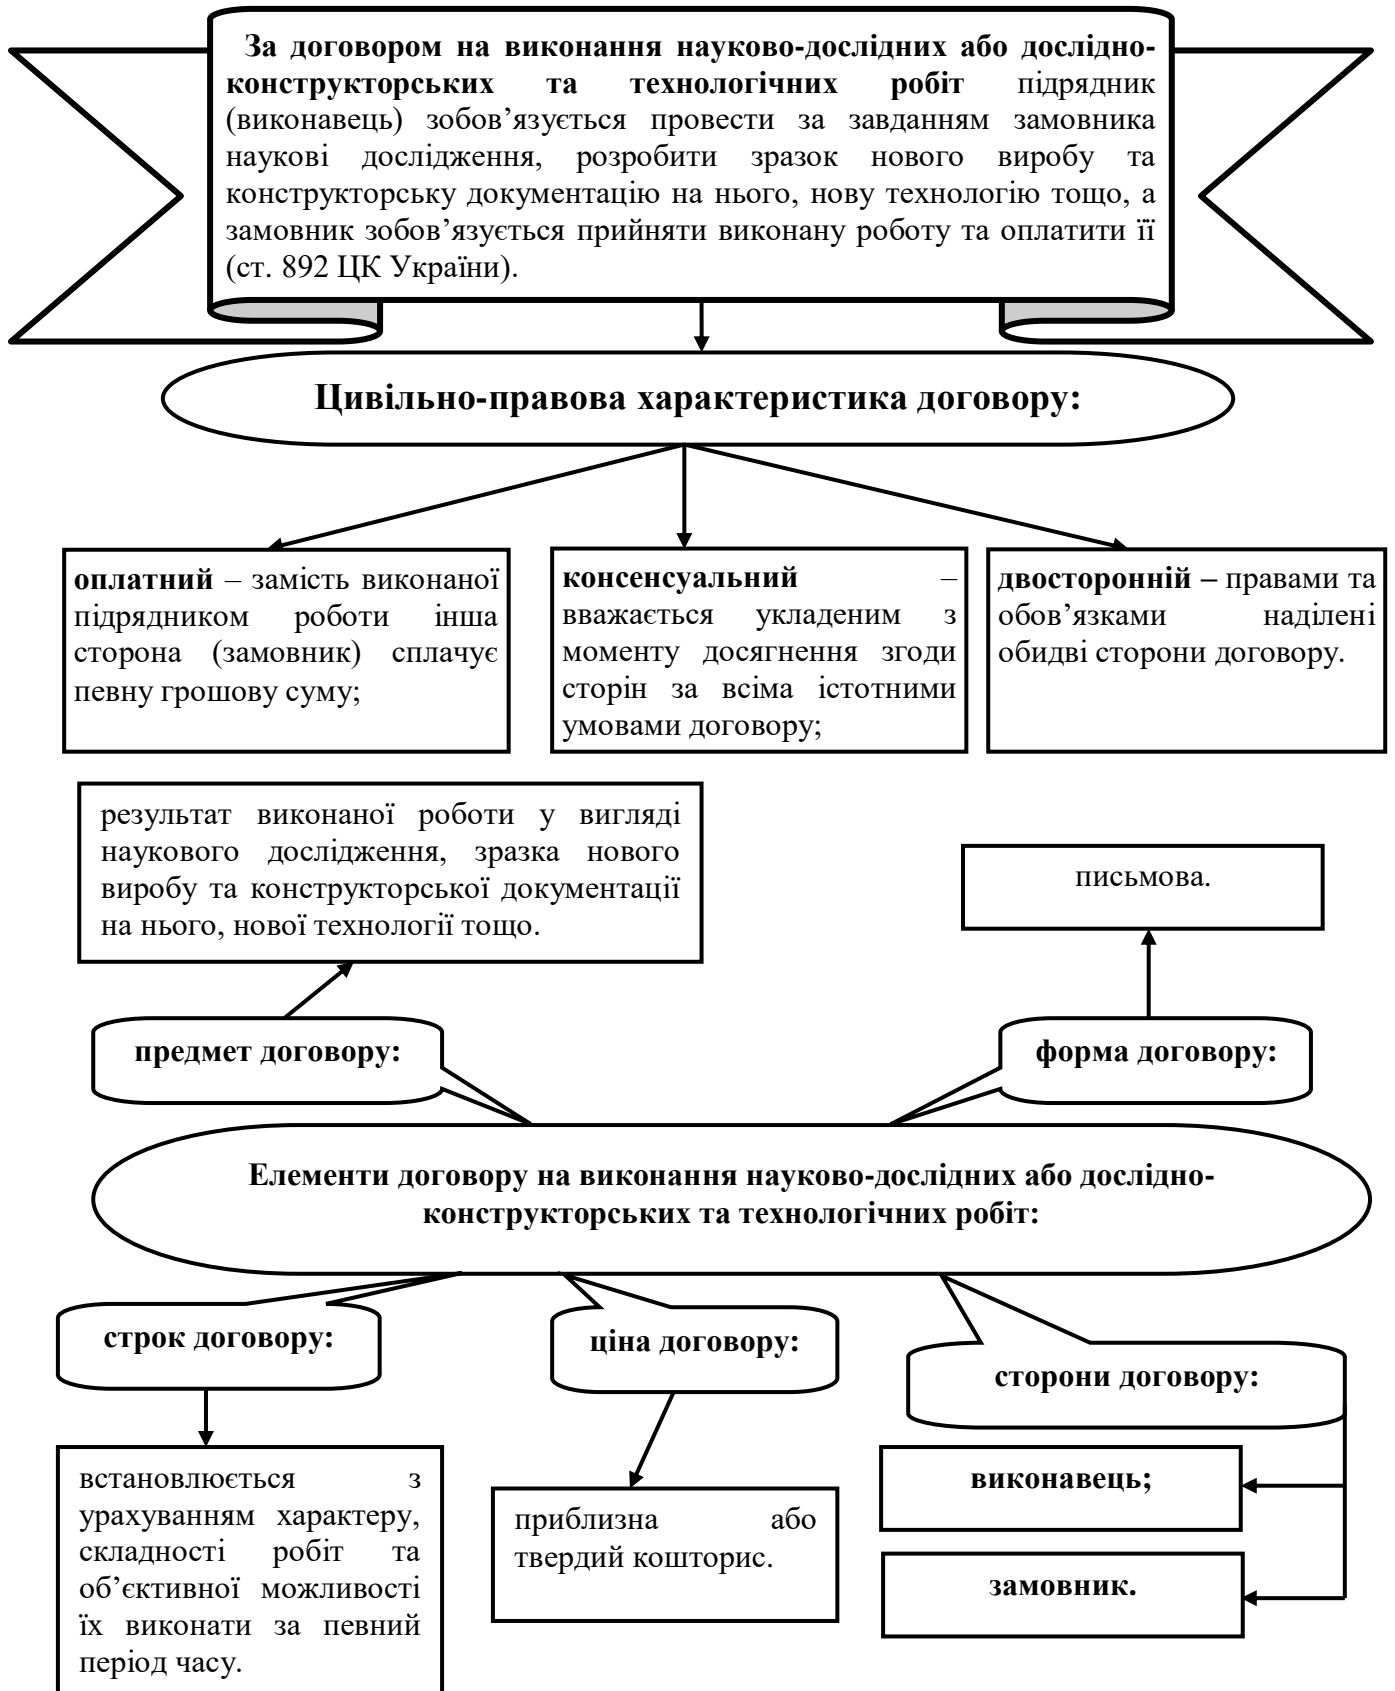 За договором на виконання науково-дослідних або дослідно-
конструкторських та технологічних робіт підрядник
(виконавець) зобов’язується провести за завданням замовника
наукові дослідження, розробити зразок нового виробу та
конструкторську документацію на нього, нову технологію тощо, а
замовник зобов’язується прийняти виконану роботу та оплатити її
(ст. 892 ЦК України).
Цивільно-правова характеристика договору:
оплатний – замість виконаної
підрядником роботи інша
сторона (замовник) сплачує
певну грошову суму;
консенсуальний –
вважається укладеним з
моменту досягнення згоди
сторін за всіма істотними
умовами договору;
двосторонній – правами та
обов’язками наділені
обидві сторони договору.
результат виконаної роботи у вигляді
наукового дослідження, зразка нового
виробу та конструкторської документації
на нього, нової технології тощо.
письмова.
предмет договору:
форма договору:
Елементи договору на виконання науково-дослідних або дослідно-
конструкторських та технологічних робіт:
строк договору:
ціна договору:
сторони договору:
встановлюється з
урахуванням характеру,
складності робіт та
об’єктивної можливості
їх виконати за певний
період часу.
приблизна або
твердий кошторис.
виконавець;
замовник.